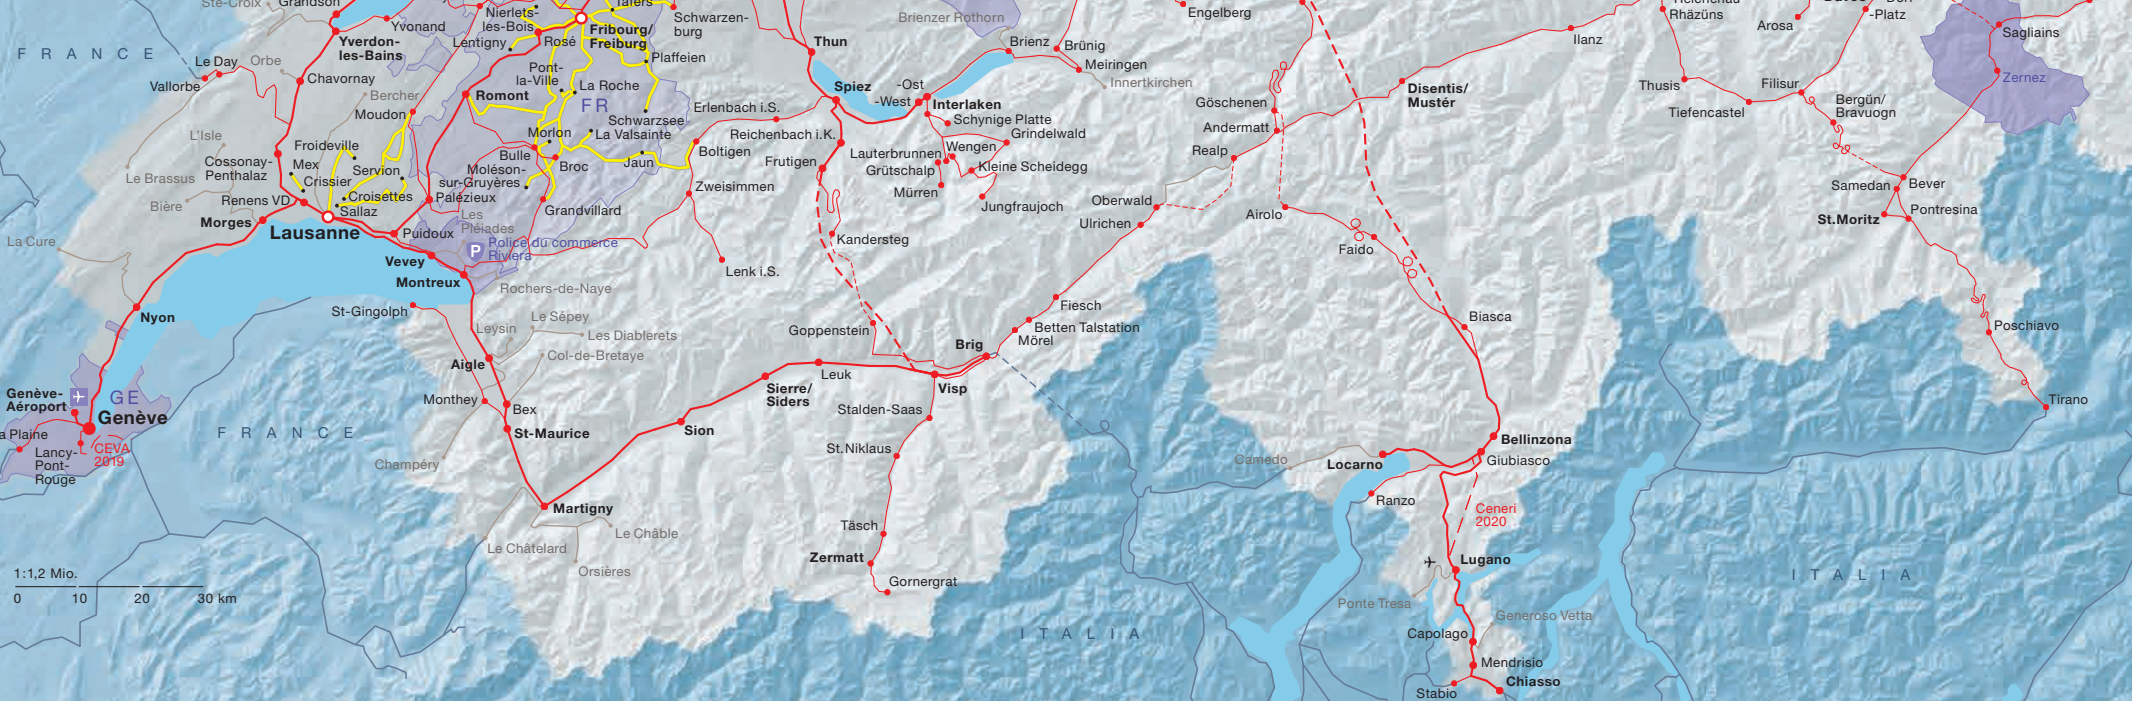 Grandson
Ste-Croix
Yvonand
Yverdon-
les-Bains
FRANCE
Orbe
Le Day
Vallorbe
Chavornay
Bercher
Moudon
L'Isle
Froideville
Cossonay-
Penthalaz
Mex
Crissier
Servion
Le Brassus
Bière
Renens VD
Croisettes
Sallaz
Morges
Lausanne
La Cure
Puidoux
Palézieux
Vevey
Montreux
Nierlets-
les-Bois
Lentigny
Rosé
Tafers
Fribourg/
Freiburg
Schwarzen-
burg
Plaffeien
Pont-
la-Ville
La Roche
Romont
FR
Schwarzsee
La Valsainte
Morlon
Bulle
Broc
Jaun
Moléson-
sur-Gruyères
Grandvillard
Les
Pléiades
P
Police du commerce
Riviera
Rochers-de-Naye
Thun
Spiez
Erlenbach i.S.
Reichenbach i.K.
Boltigen
Frutigen
Zweisimmen
Lenk i.S.
Kandersteg
Brienzer Rothorn
Brienz
Brünig
Meiringen
Innertkirchen
-Ost
-West
Interlaken
Schynige Platte
Grindelwald
Wengen
Lauterbrunnen
Grütschalp
Kleine Scheidegg
Mürren
Jungfraujoch
Engelberg
Göschenen
Andermatt
Realp
Oberwald
Ulrichen
Airolo
Faido
Disentis/
Mustér
Ilanz
Rhäzüns
Arosa
-Platz
Thusis
Tiefencastel
Filisur
Bergün/
Bravuogn
Sagliains
Zernez
Samedan
Bever
St.Moritz
Pontresina
Poschiavo
Tirano
Nyon
St-Gingolph
Leysin
Le Sépey
Les Diablerets
Col-de-Bretaye
Aigle
Monthey
Bex
St-Maurice
Champéry
Genève-
Aéroport
GE
Genève
a Plaine
Lancy-
Pont-
Rouge
CEVA
2019
FRANCE
Martigny
Le Châble
Le Châtelard
Orsières
Sion
Sierre/
Siders
Leuk
Goppenstein
Visp
Brig
Fiesch
Betten Talstation
Mörel
Stalden-Saas
St.Niklaus
Täsch
Zermatt
Gornergrat
Biasca
Bellinzona
Giubiasco
Locarno
Camedo
Ranzo
Ceneri
2020
Lugano
Ponte Tresa
Generoso Vetta
Capolago
Mendrisio
Stabio
Chiasso
ITALIA
ITALIA
1:1,2 Mio.
0 10 20 30 km